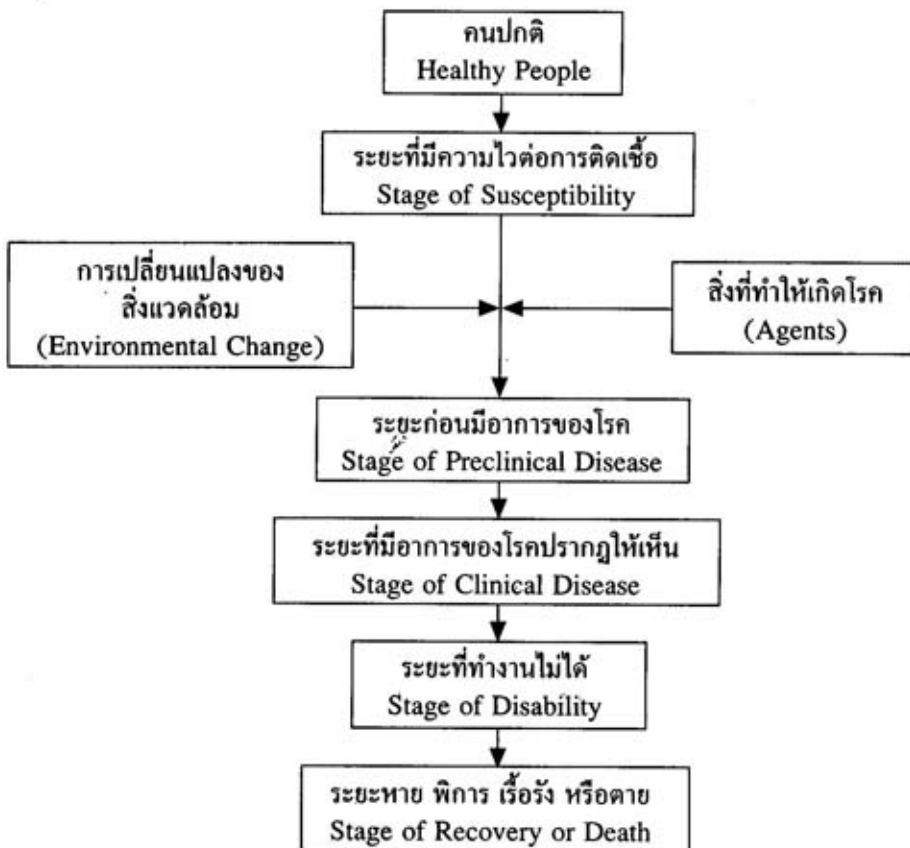 คนปกติ
Healthy People
ระยะที่มีความไวต่อการติดเชื้อ
Stage of Susceptibility
การเปลี่ยนแปลงของ
สิ่งแวดล้อม
(Environmental Change)
สิ่งที่ทำให้เกิดโรค
(Agents)
ระยะก่อนมีอาการของโรค
Stage of Preclinical Disease
ระยะที่มีอาการของโรคปรากฏให้เห็น
Stage of Clinical Disease
ระยะที่ทำงานไม่ได้
Stage of Disability
ระยะหาย พิการ เรื้อรัง หรือตาย
Stage of Recovery or Death